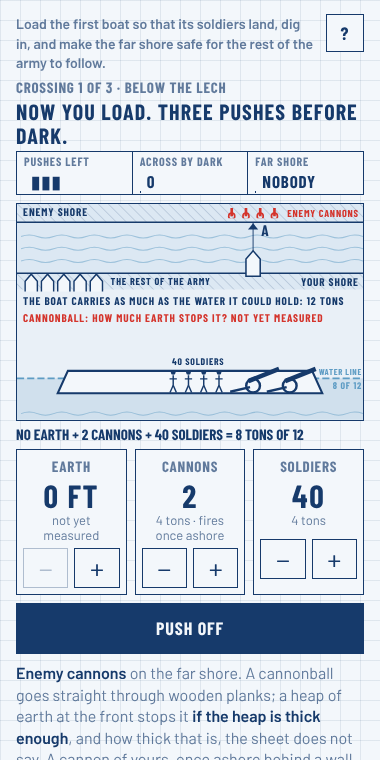 Load the first boat so that its soldiers land, dig
in, and make the far shore safe for the rest of the
army to follow.
?
CROSSING 1 OF 3 · BELOW THE LECH
NOW YOU LOAD. THREE PUSHES BEFORE
DARK.
PUSHES LEFT
ACROSS BY DARK
0
FAR SHORE
NOBODY
ENEMY SHORE
ENEMY CANNONS
A
THE REST OF THE ARMY
YOUR SHORE
THE BOAT CARRIES AS MUCH AS THE WATER IT COULD HOLD: 12 TONS
CANNONBALL: HOW MUCH EARTH STOPS IT? NOT YET MEASURED
40 SOLDIERS
WATER LINE
8 OF 12
NO EARTH + 2 CANNONS + 40 SOLDIERS = 8 TONS OF 12
EARTH
0 FT
not yet
measured
− +
CANNONS
2
4 tons · fires
once ashore
− +
SOLDIERS
40
4 tons
− +
PUSH OFF
Enemy cannons on the far shore. A cannonball
goes straight through wooden planks; a heap of
earth at the front stops it if the heap is thick
enough, and how thick that is, the sheet does not
say. A cannon of yours, once ashore behind a wall